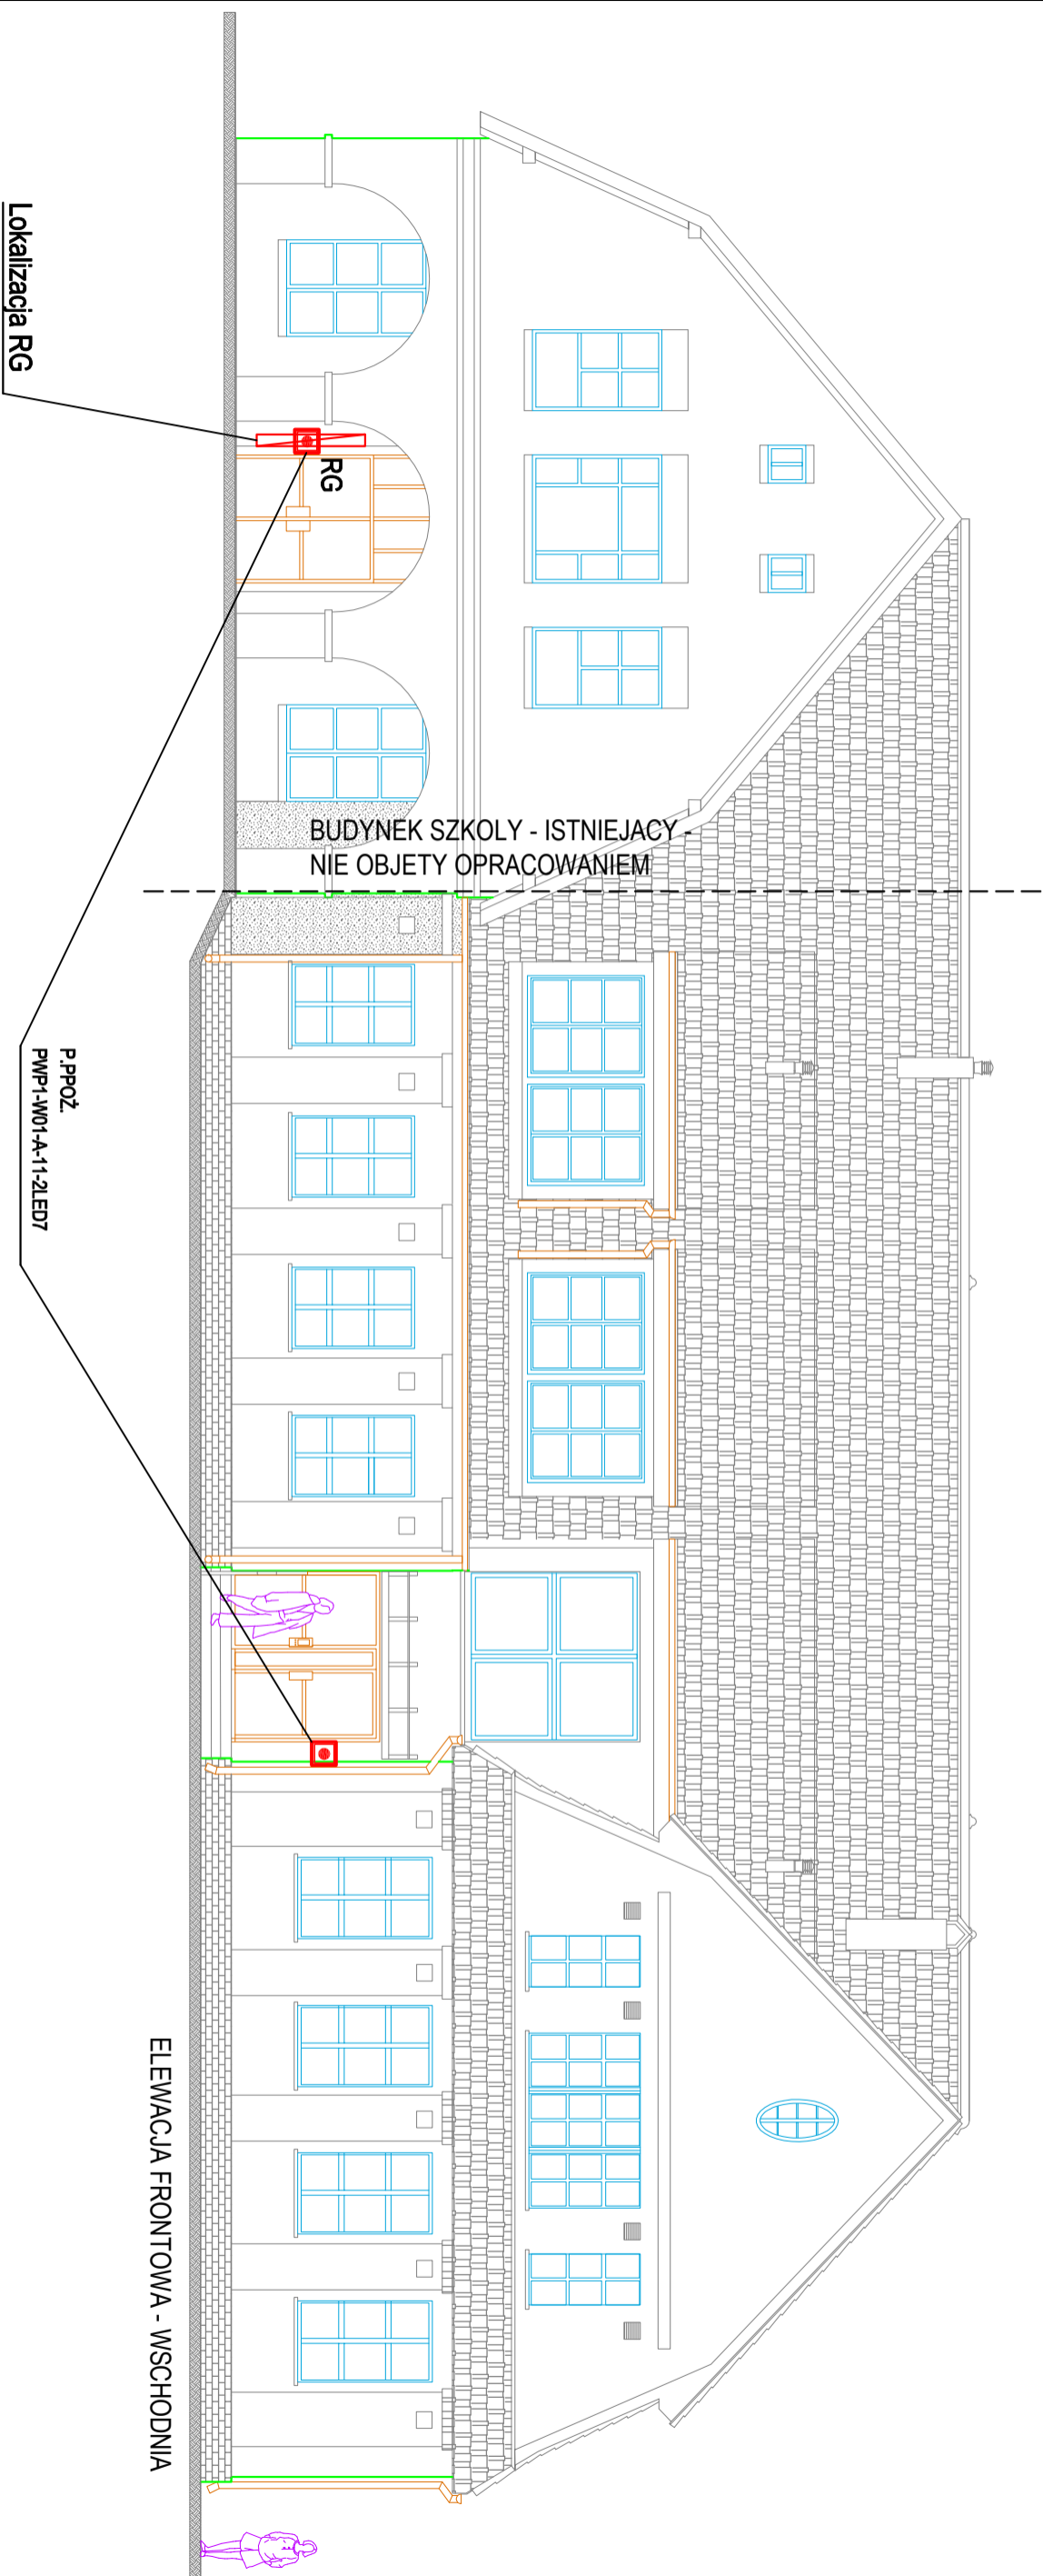 Lokalizacja RG
RG
BUDYNEK SZKOLY - ISTNIEJACY -
NIE OBJETY OPRACOWANIEM
P.PPOŻ.
PWP1-W01-A-11-2LED7
ELEWACJA FRONTOWA - WSCHODNIA